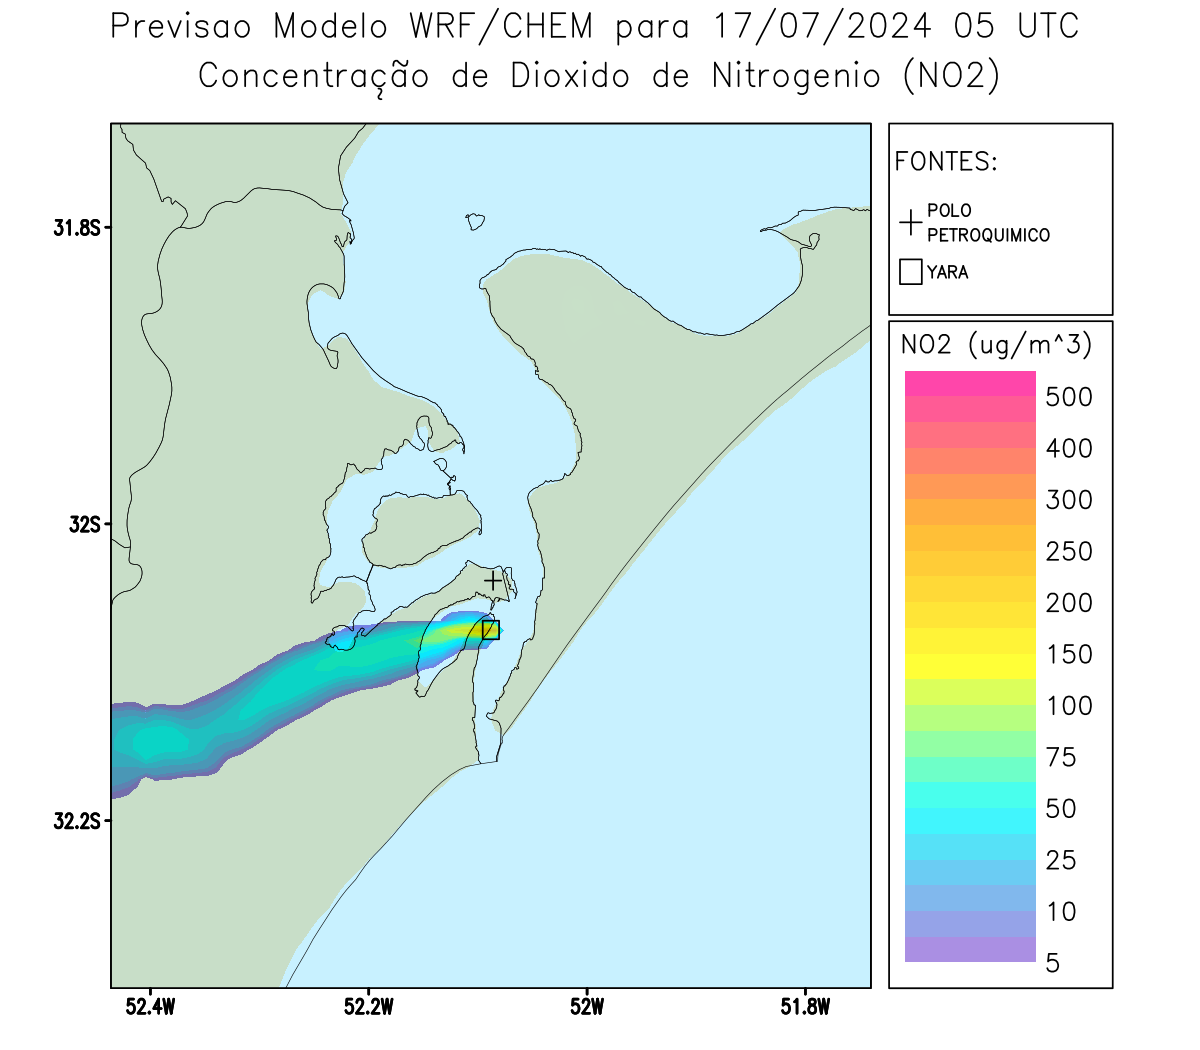 Previsao Modelo WRF/CHEM para 17/07/2024 05 UTC
Concentração de Dioxido de Nitrogenio (NO2)
FONTES:
POLO
PETROQUIMICO
YARA
31.8S
32S
32.2S
52.4W
52.2W
52W
51.8W
NO2 (ug/m^3)
500
400
300
250
200
150
100
75
50
25
10
5